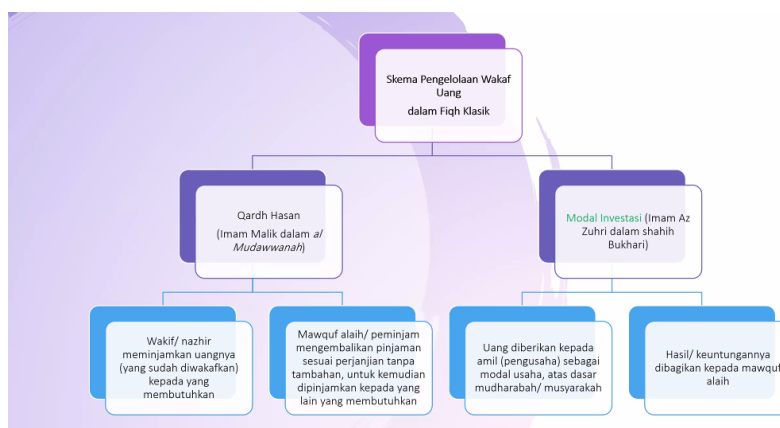 Skema Pengelolaan Wakaf
Uang
dalam Fiqh Klasik
Qardh Hasan
(Imam Malik dalam al
Mudawwanah)
Modal Investasi (Imam Az
Zuhri dalam shahih
Bukhari)
Wakif/ nazhir
meminjamkan uangnya
(yang sudah diwakafkan)
kepada yang
membutuhkan
Mawquf alaih/ peminjam
mengembalikan pinjaman
sesuai perjanjian tanpa
tambahan, untuk kemudian
dipinjamkan kepada yang
lain yang membutuhkan
Uang diberikan kepada
amil (pengusaha) sebagai
modal usaha, atas dasar
mudharabah/ musyarakah
Hasil/ keuntungannya
dibagikan kepada mawquf
alaih